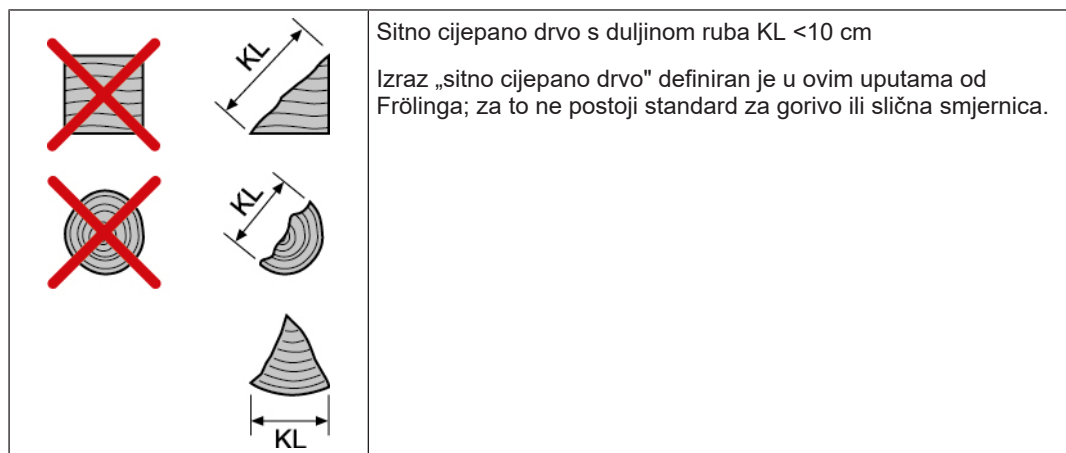 KL
KL
KL
Sitno cijepano drvo s duljinom ruba KL <10 cm
Izraz „sitno cijepano drvo" definiran je u ovim uputama od
Frölinga; za to ne postoji standard za gorivo ili slična smjernica.